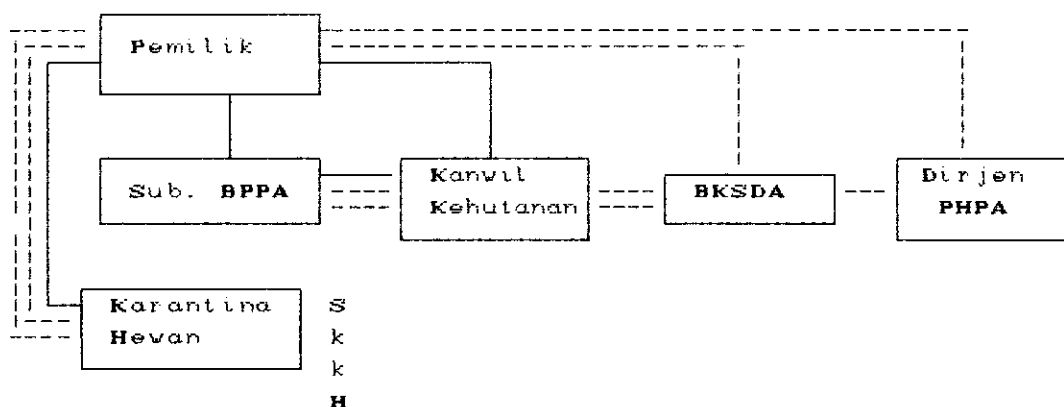 Pemilik
Sub. BPPA
Kanwil
Kehutanan
BKSDA
Dirjen
PHPA
Karantina
Hewan
S
k
k
H